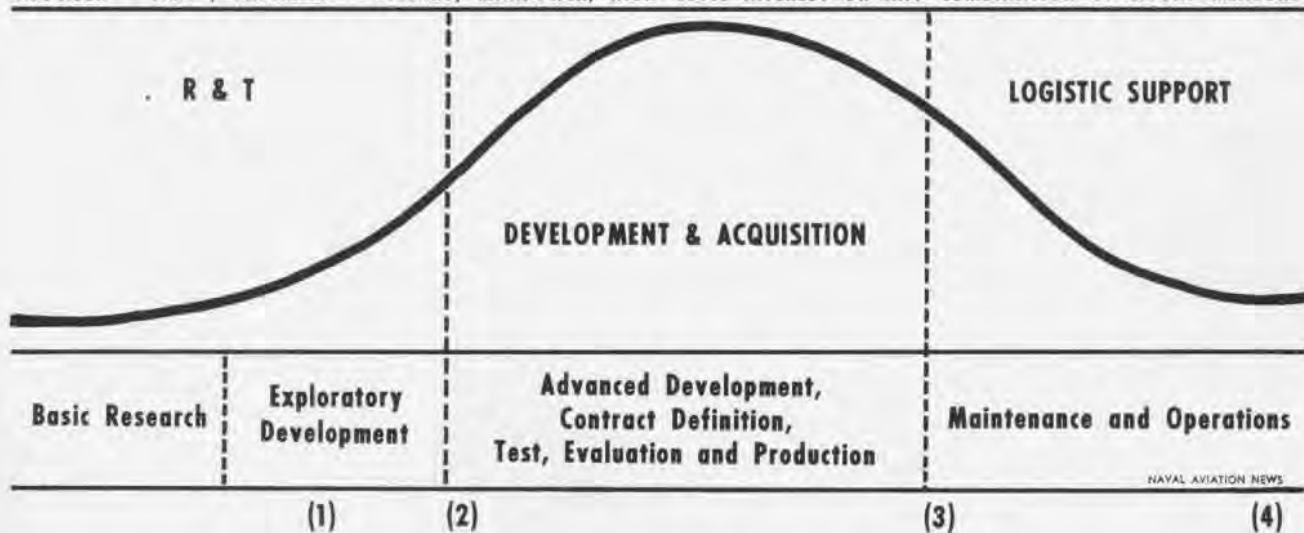 R & T
LOGISTIC SUPPORT
DEVELOPMENT & ACQUISITION
Basic Research
Exploratory
Development
Advanced Development,
Contract Definition,
Test, Evaluation and Production
Maintenance and Operations
NAVAL AVIATION NEWS
(1) (2) (3) (4)